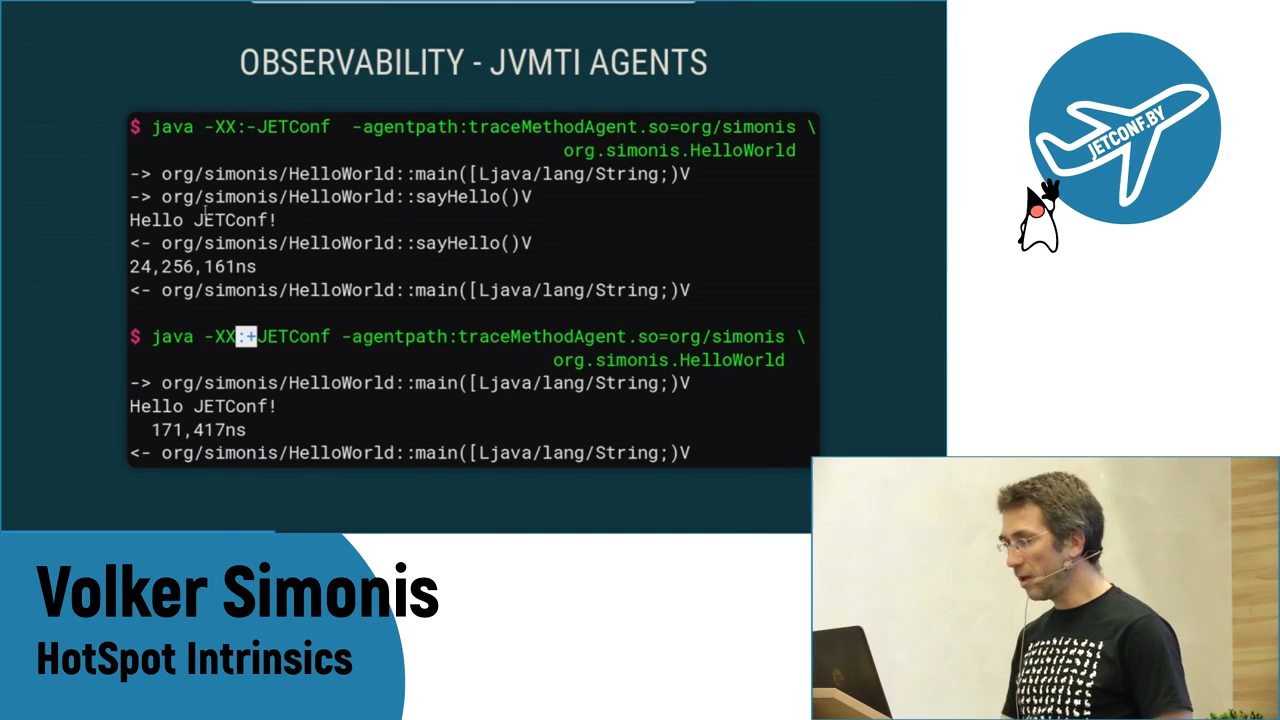 OBSERVABILITY - JVMTI AGENTS
$ java -XX:-JETConf  -agentpath:traceMethodAgent.so=org/simonis \
org.simonis.HelloWorld
-> org/simonis/HelloWorld::main([Ljava/lang/String;)V
-> org/simonis/HelloWorld::sayHello()V
Hello JETConf!
<- org/simonis/HelloWorld::sayHello()V
24,256,161ns
<- org/simonis/HelloWorld::main([Ljava/lang/String;)V
$ java -XX:+JETConf -agentpath:traceMethodAgent.so=org/simonis \
org.simonis.HelloWorld
-> org/simonis/HelloWorld::main([Ljava/lang/String;)V
Hello JETConf!
171,417ns
<- org/simonis/HelloWorld::main([Ljava/lang/String;)V
JETCONF.BY
Volker Simonis
HotSpot Intrinsics